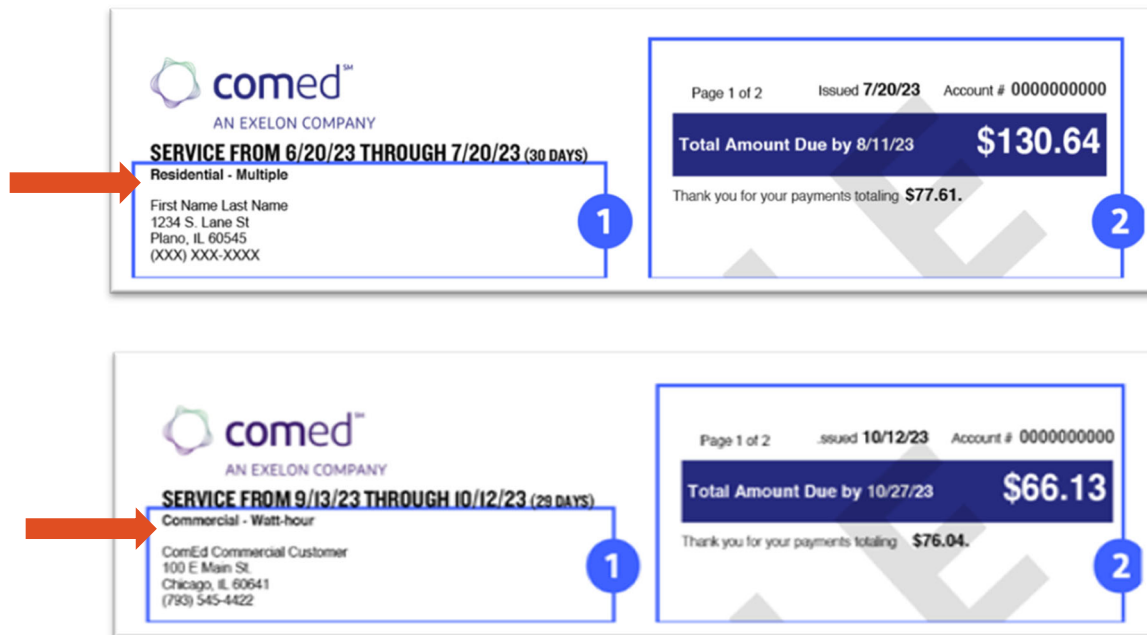 comed℠
AN EXELON COMPANY
SERVICE FROM 6/20/23 THROUGH 7/20/23 (30 DAYS)
Residential - Multiple
First Name Last Name
1234 S. Lane St
Plano, IL 60545
(XXX) XXX-XXXX
1
Page 1 of 2 Issued 7/20/23 Account # 0000000000
Total Amount Due by 8/11/23 $130.64
Thank you for your payments totaling $77.61.
2
L E
comed℠
AN EXELON COMPANY
SERVICE FROM 9/13/23 THROUGH 10/12/23 (29 DAYS)
Commercial - Watt-hour
ComEd Commercial Customer
100 E Main St.
Chicago, IL 60641
(793) 545-4422
1
Page 1 of 2 .ssued 10/12/23 Account # 0000000000
Total Amount Due by 10/27/23 $66.13
Thank you for your payments totaling $76.04.
2
L E